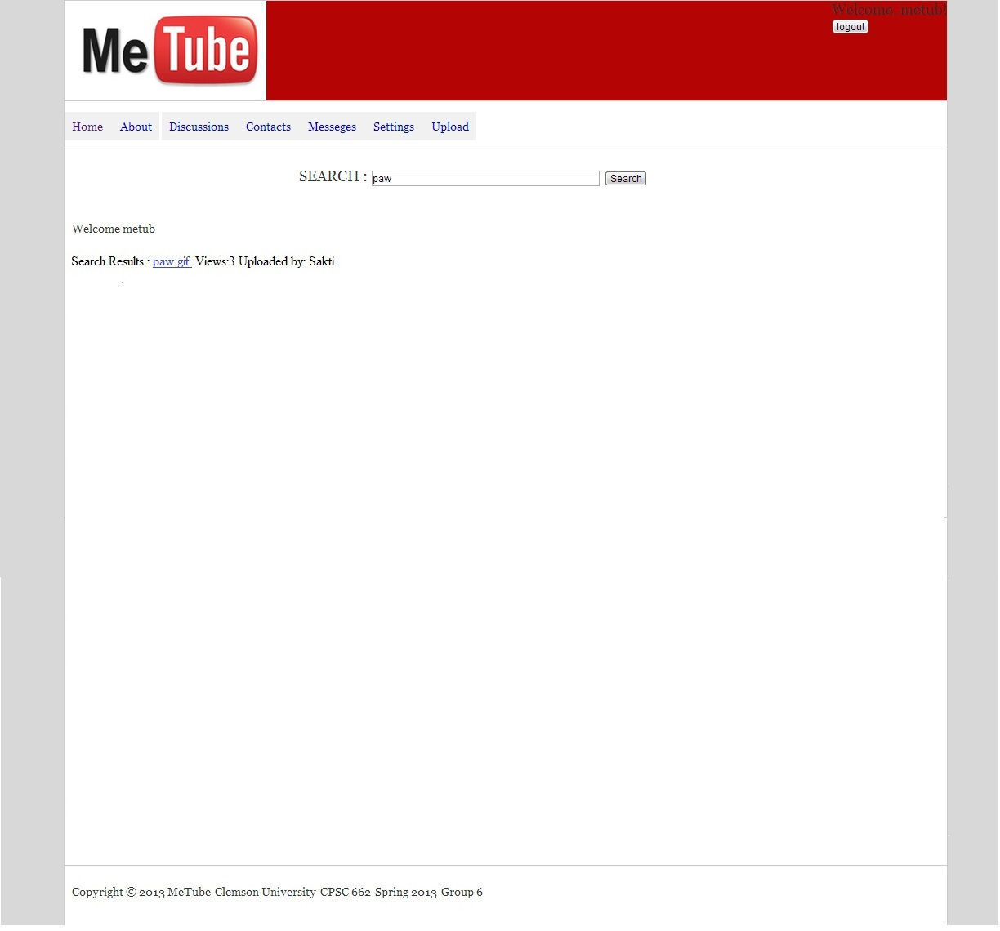 MeTube
Welcome, metub!
logout
Home About Discussions Contacts Messeges Settings Upload
SEARCH : paw Search
Welcome metub
Search Results : paw.gif Views:3 Uploaded by: Sakti
.
Copyright © 2013 MeTube-Clemson University-CPSC 662-Spring 2013-Group 6